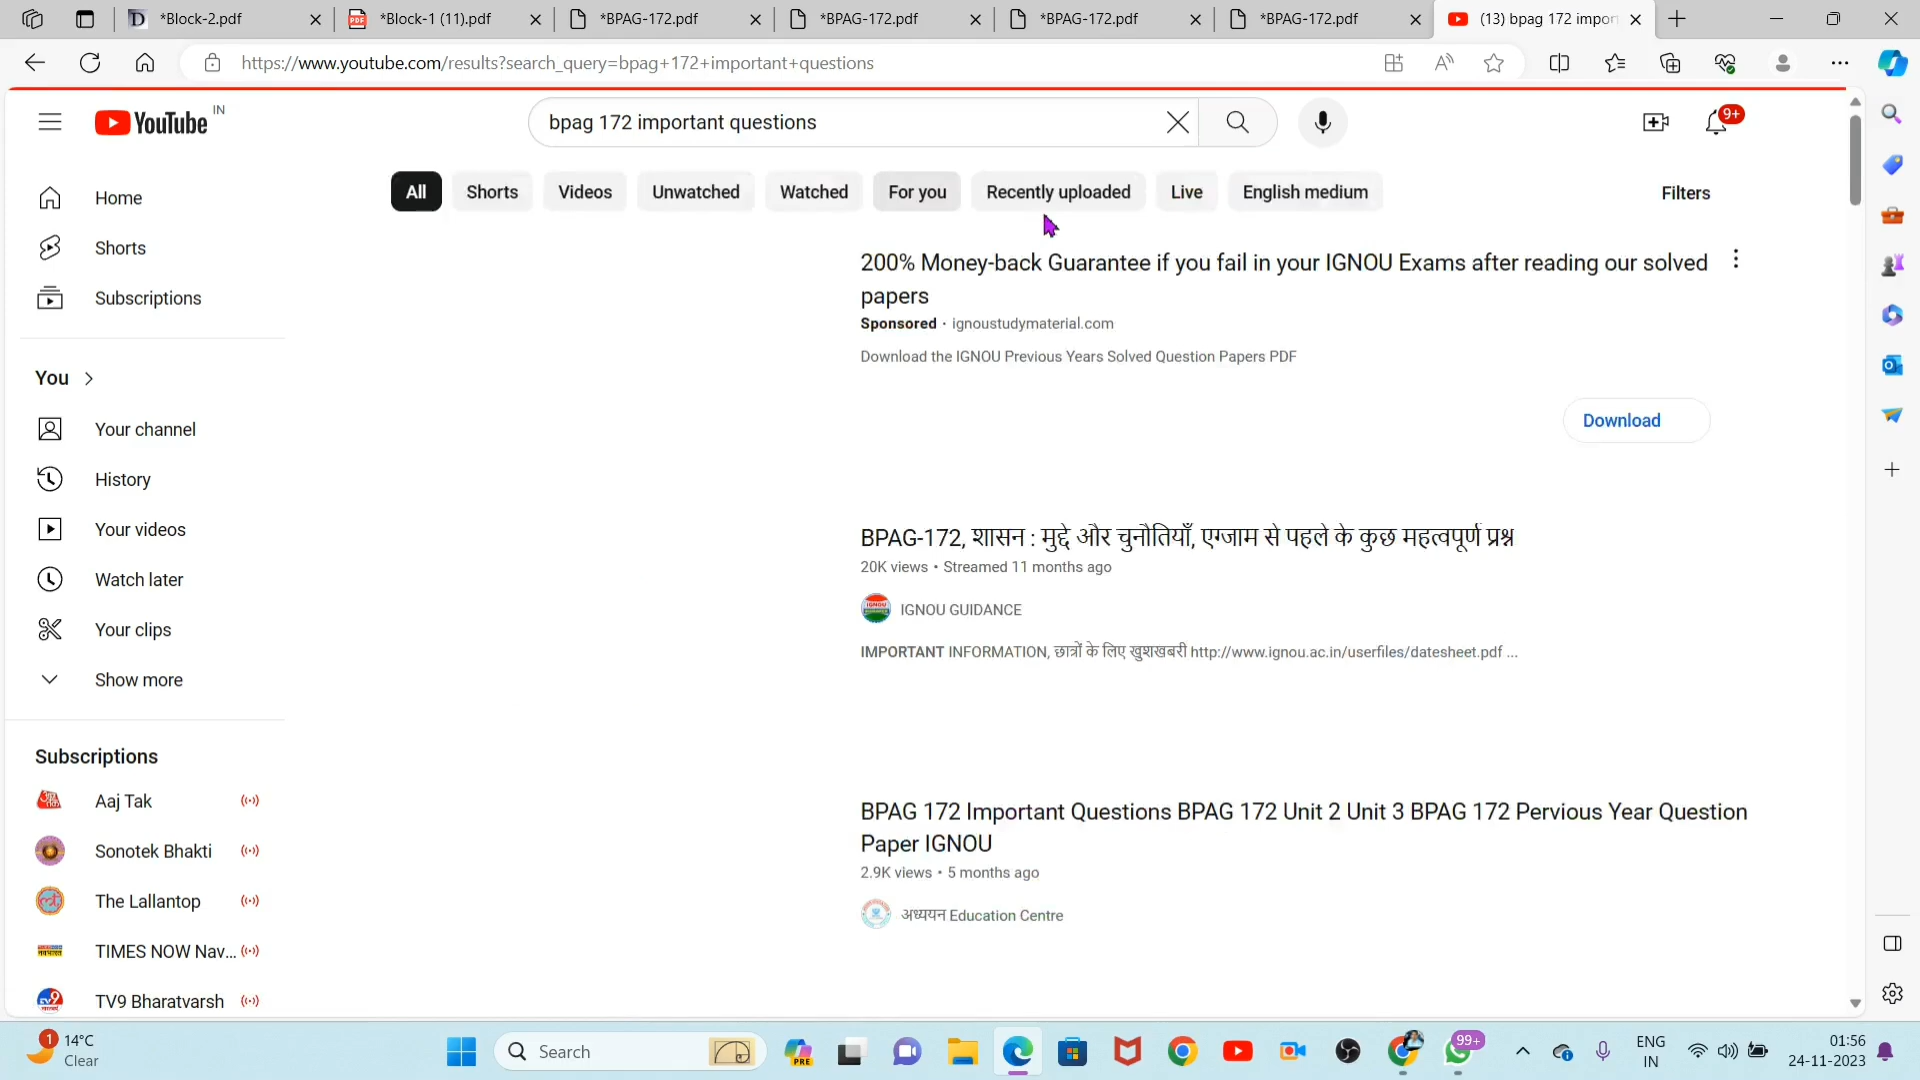 *Block-2.pdf
*Block-1 (11).pdf
*BPAG-172.pdf
*BPAG-172.pdf
*BPAG-172.pdf
*BPAG-172.pdf
(13) bpag 172 impor
https://www.youtube.com/results?search_query=bpag+172+important+questions
YouTube IN
bpag 172 important questions
9+
All
Shorts
Videos
Unwatched
Watched
For you
Recently uploaded
Live
English medium
Filters
Home
Shorts
Subscriptions
You
Your channel
History
Your videos
Watch later
Your clips
Show more
Subscriptions
Aaj Tak
Sonotek Bhakti
The Lallantop
TIMES NOW Nav...
TV9 Bharatvarsh
200% Money-back Guarantee if you fail in your IGNOU Exams after reading our solved
papers
Sponsored · ignoustudymaterial.com
Download the IGNOU Previous Years Solved Question Papers PDF
Download
BPAG-172, शासन : मुद्दे और चुनौतियाँ, एग्जाम से पहले के कुछ महत्वपूर्ण प्रश्न
20K views • Streamed 11 months ago
IGNOU GUIDANCE
IMPORTANT INFORMATION, छात्रों के लिए खुशखबरी http://www.ignou.ac.in/userfiles/datesheet.pdf ...
BPAG 172 Important Questions BPAG 172 Unit 2 Unit 3 BPAG 172 Pervious Year Question
Paper IGNOU
2.9K views • 5 months ago
अध्ययन Education Centre
1
14°C
Clear
Search
PRE
99+
ENG
IN
01:56
24-11-2023